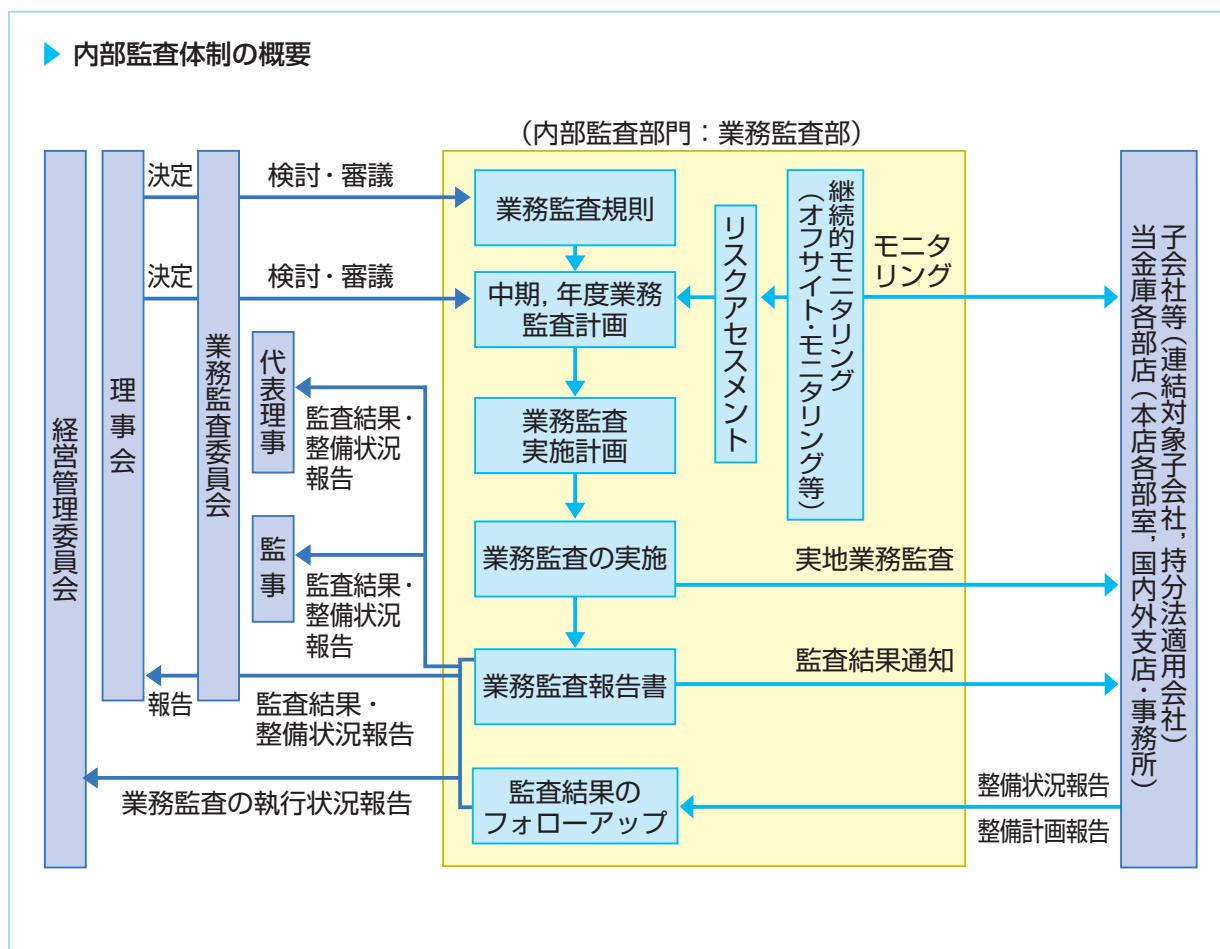 内部監査体制の概要
(内部監査部門：業務監査部)
経営管理委員会
理事会
業務監査委員会
決定
検討・審議
業務監査規則
決定
検討・審議
中期，年度業務
監査計画
リスクアセスメント
継続的モニタリング
(オフサイト・モニタリング等)
モニタ
リング
代表理事
監査結果・
整備状況
報告
業務監査
実施計画
監事
監査結果・
整備状況
報告
業務監査の実施
実地業務監査
業務監査報告書
監査結果通知
報告
監査結果・
整備状況報告
業務監査の執行状況報告
監査結果の
フォローアップ
整備状況報告
整備計画報告
子会社等(連結対象子会社，持分法適用会社)
当金庫各部店(本店各部室，国内外支店・事務所)